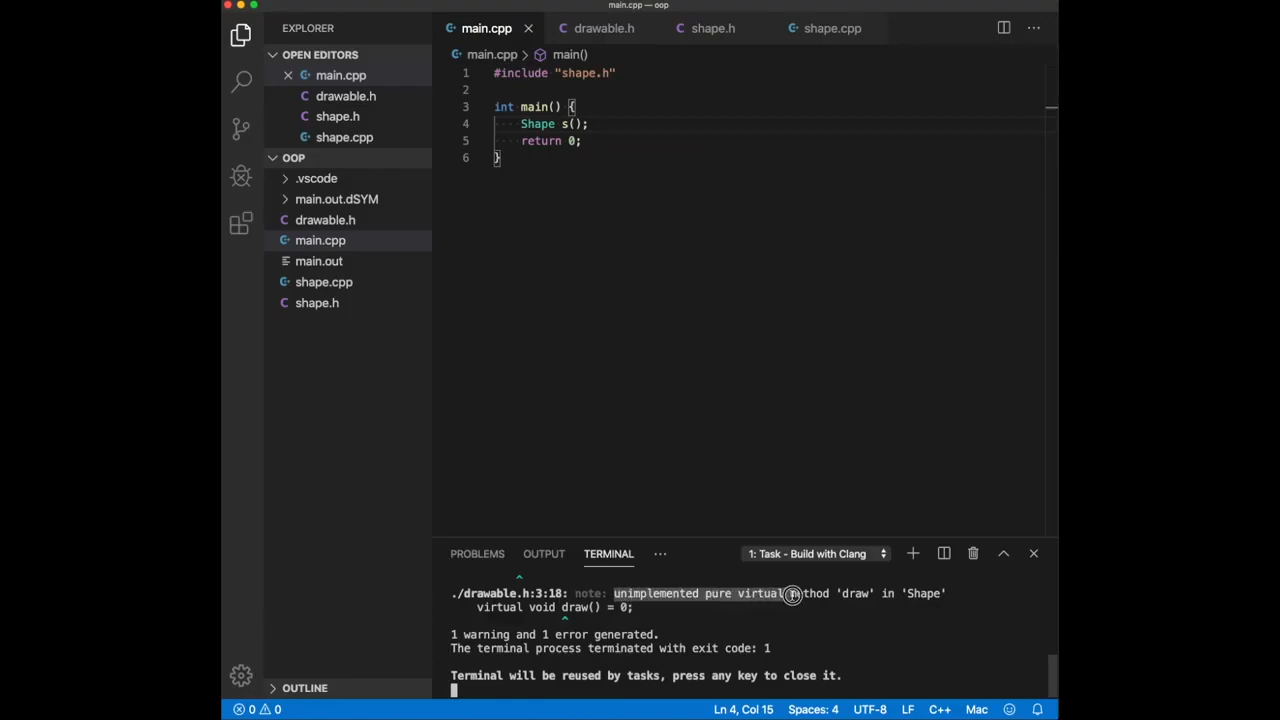 main.cpp — oop
EXPLORER
OPEN EDITORS
main.cpp
drawable.h
shape.h
shape.cpp
OOP
.vscode
main.out.dSYM
drawable.h
main.cpp
main.out
shape.cpp
shape.h
OUTLINE
main.cpp drawable.h shape.h shape.cpp
main.cpp > main()
1 #include "shape.h"
2
3 int main() {
4 Shape s();
5 return 0;
6 }
PROBLEMS OUTPUT TERMINAL ··· 1: Task - Build with Clang
^
./drawable.h:3:18: note: unimplemented pure virtual method 'draw' in 'Shape'
virtual void draw() = 0;
^
1 warning and 1 error generated.
The terminal process terminated with exit code: 1
Terminal will be reused by tasks, press any key to close it.
0 0 Ln 4, Col 15 Spaces: 4 UTF-8 LF C++ Mac